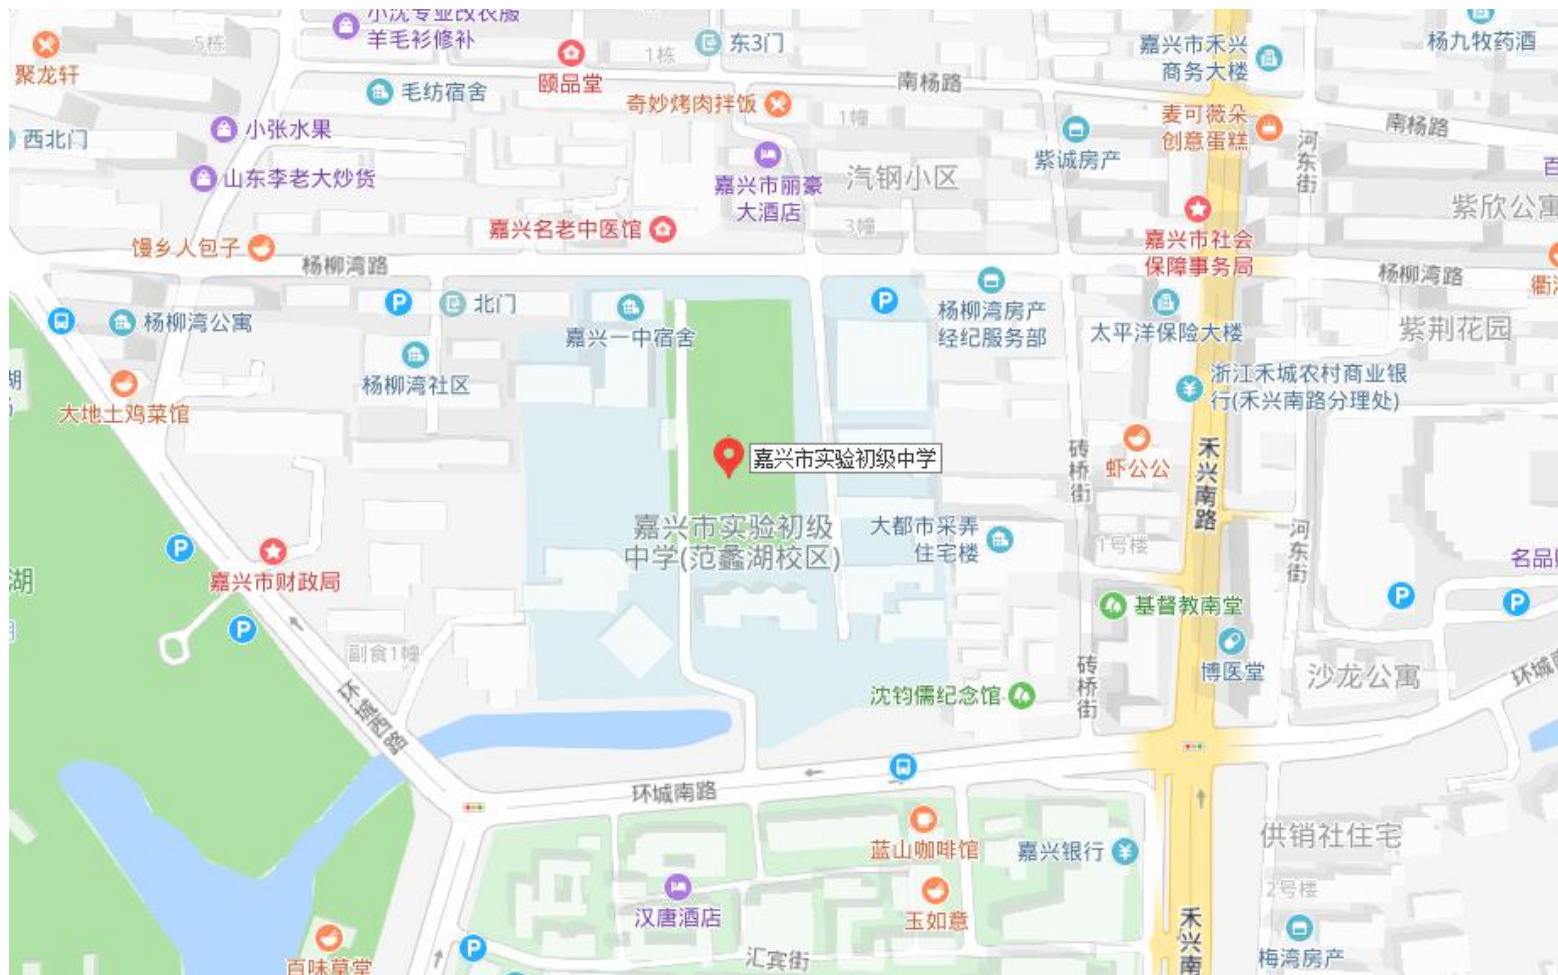 小沈专业改衣服
羊毛衫修补
5栋
聚龙轩
颐品堂
1栋
东3门
嘉兴市禾兴
商务大楼
杨九牧药酒
毛纺宿舍
奇妙烤肉拌饭
南杨路
1幢
麦可薇朵
创意蛋糕
南杨路
西北门
小张水果
紫诚房产
河东街
山东李老大炒货
嘉兴市丽豪
大酒店
汽钢小区
紫欣公寓
嘉兴名老中医馆
3幢
嘉兴市社会
保障事务局
馒乡人包子
杨柳湾路
杨柳湾路
北门
杨柳湾公寓
嘉兴一中宿舍
杨柳湾房产
经纪服务部
太平洋保险大楼
紫荆花园
湖
杨柳湾社区
浙江禾城农村商业银
行(禾兴南路分理处)
大地土鸡菜馆
嘉兴市实验初级中学
砖桥街
虾公公
禾兴南路
嘉兴市实验初级
中学(范蠡湖校区)
大都市采弄
住宅楼
1号楼
河东街
名品
湖
嘉兴市财政局
基督教南堂
副食1幢
砖桥街
博医堂
沙龙公寓
环城南
沈钧儒纪念馆
环城西路
环城南路
蓝山咖啡馆
嘉兴银行
供销社住宅
汉唐酒店
玉如意
2号楼
百味草堂
汇宾街
禾兴南
梅湾房产